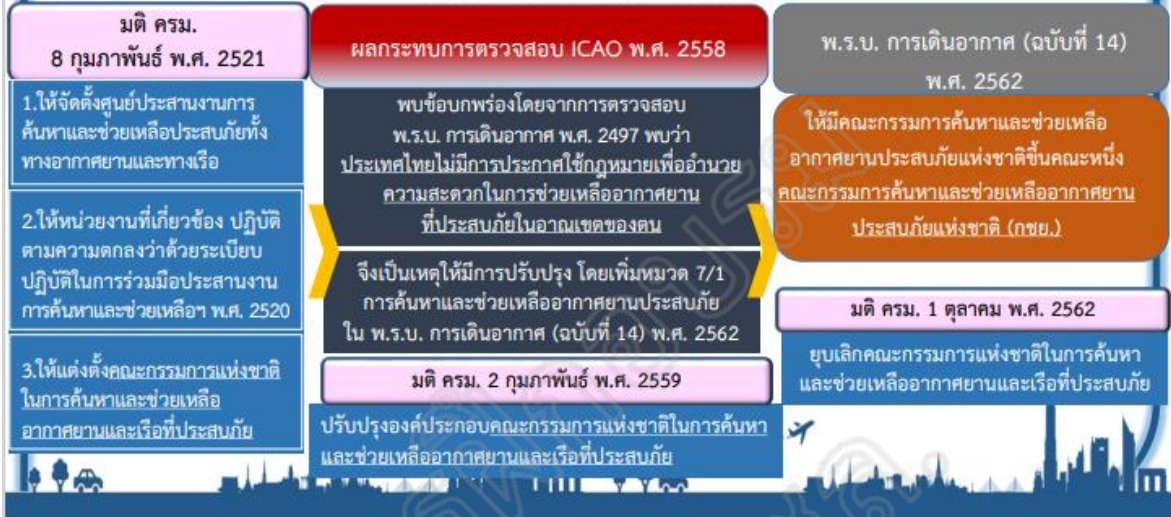 มติ ครม.
8 กุมภาพันธ์ พ.ศ. 2521
1.ให้จัดตั้งศูนย์ประสานงานการ
ค้นหาและช่วยเหลือประสบภัยทั้ง
ทางอากาศยานและทางเรือ
2.ให้หน่วยงานที่เกี่ยวข้อง ปฏิบัติ
ตามความตกลงว่าด้วยระเบียบ
ปฏิบัติในการร่วมมือประสานงาน
การค้นหาและช่วยเหลือฯ พ.ศ. 2520
3.ให้แต่งตั้งคณะกรรมการแห่งชาติ
ในการค้นหาและช่วยเหลือ
อากาศยานและเรือที่ประสบภัย
ผลกระทบการตรวจสอบ ICAO พ.ศ. 2558
พบข้อบกพร่องโดยจากการตรวจสอบ
พ.ร.บ. การเดินอากาศ พ.ศ. 2497 พบว่า
ประเทศไทยไม่มีการประกาศใช้กฎหมายเพื่ออำนวย
ความสะดวกในการช่วยเหลืออากาศยาน
ที่ประสบภัยในอาณเขตของตน
จึงเป็นเหตุให้มีการปรับปรุง โดยเพิ่มหมวด 7/1
การค้นหาและช่วยเหลืออากาศยานประสบภัย
ใน พ.ร.บ. การเดินอากาศ (ฉบับที่ 14) พ.ศ. 2562
มติ ครม. 2 กุมภาพันธ์ พ.ศ. 2559
ปรับปรุงองค์ประกอบคณะกรรมการแห่งชาติในการค้นหา
และช่วยเหลืออากาศยานและเรือที่ประสบภัย
พ.ร.บ. การเดินอากาศ (ฉบับที่ 14)
พ.ศ. 2562
ให้มีคณะกรรมการค้นหาและช่วยเหลือ
อากาศยานประสบภัยแห่งชาติขึ้นคณะหนึ่ง
คณะกรรมการค้นหาและช่วยเหลืออากาศยาน
ประสบภัยแห่งชาติ (กชย.)
มติ ครม. 1 ตุลาคม พ.ศ. 2562
ยุบเลิกคณะกรรมการแห่งชาติในการค้นหา
และช่วยเหลืออากาศยานและเรือที่ประสบภัย